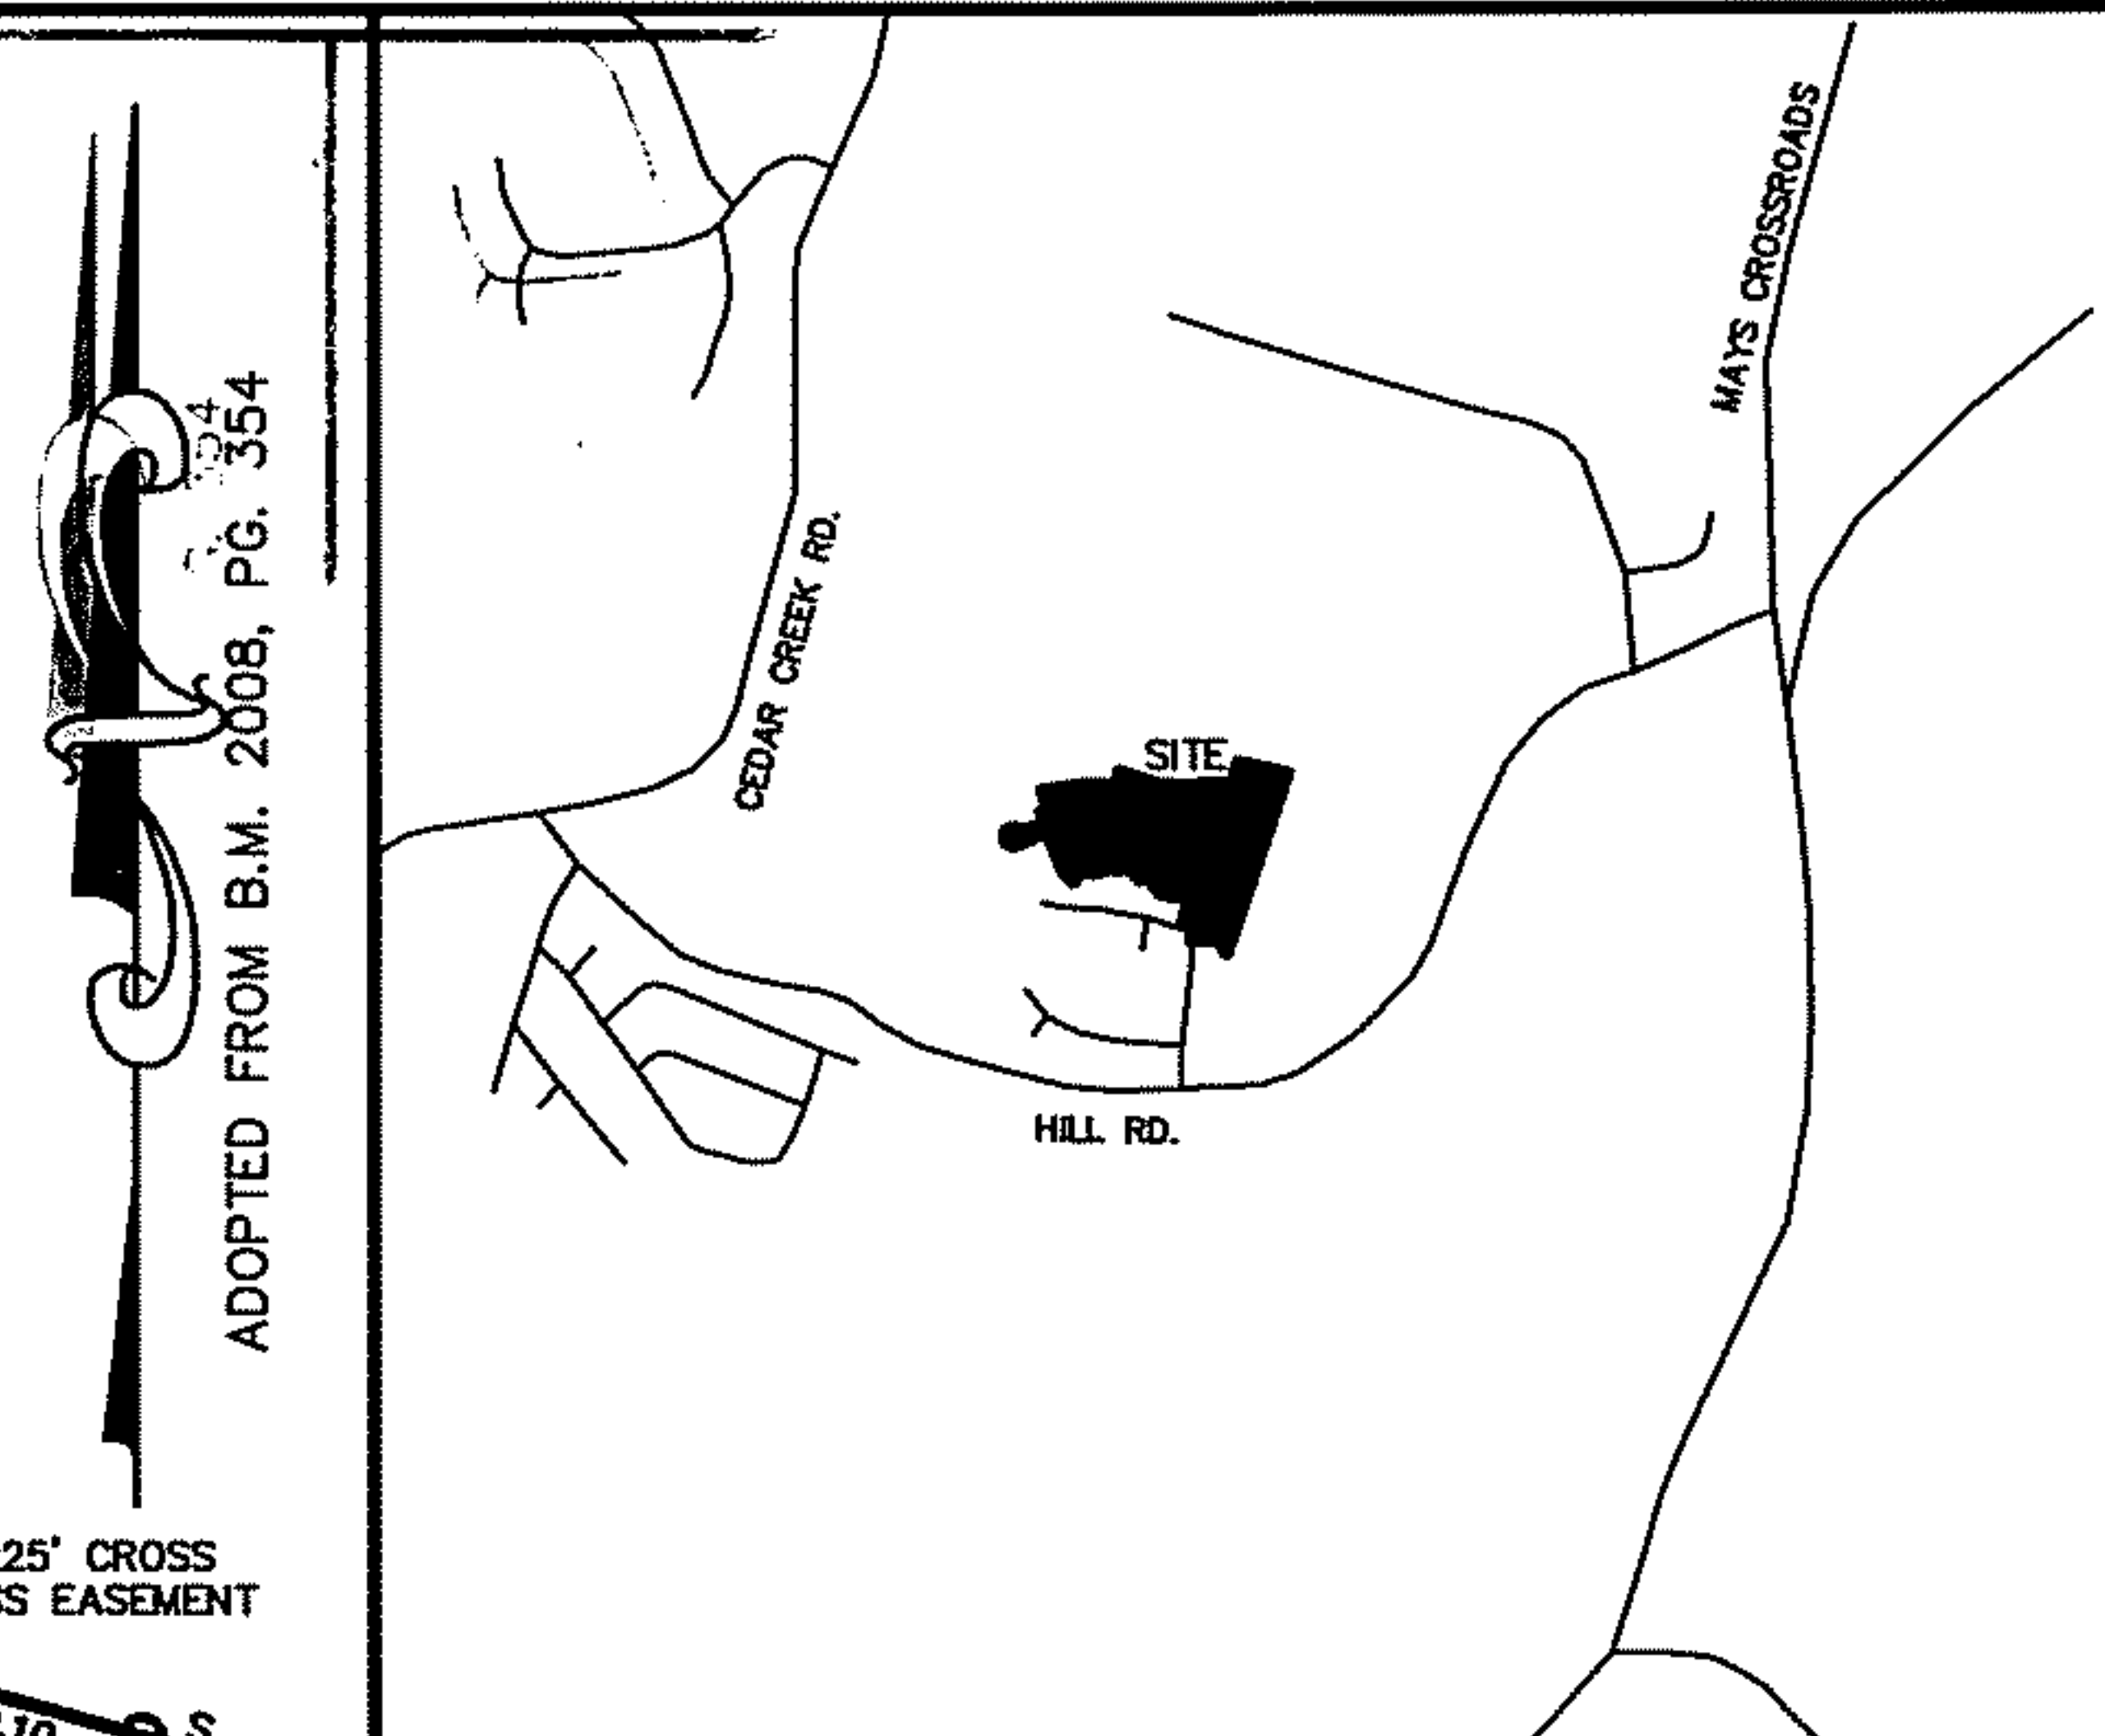 ADOPTED FROM B.M. 2008, PG. 354
25' CROSS
EASEMENT
MAYS CROSSROADS
CEDAR CREEK RD.
SITE
HILL RD.